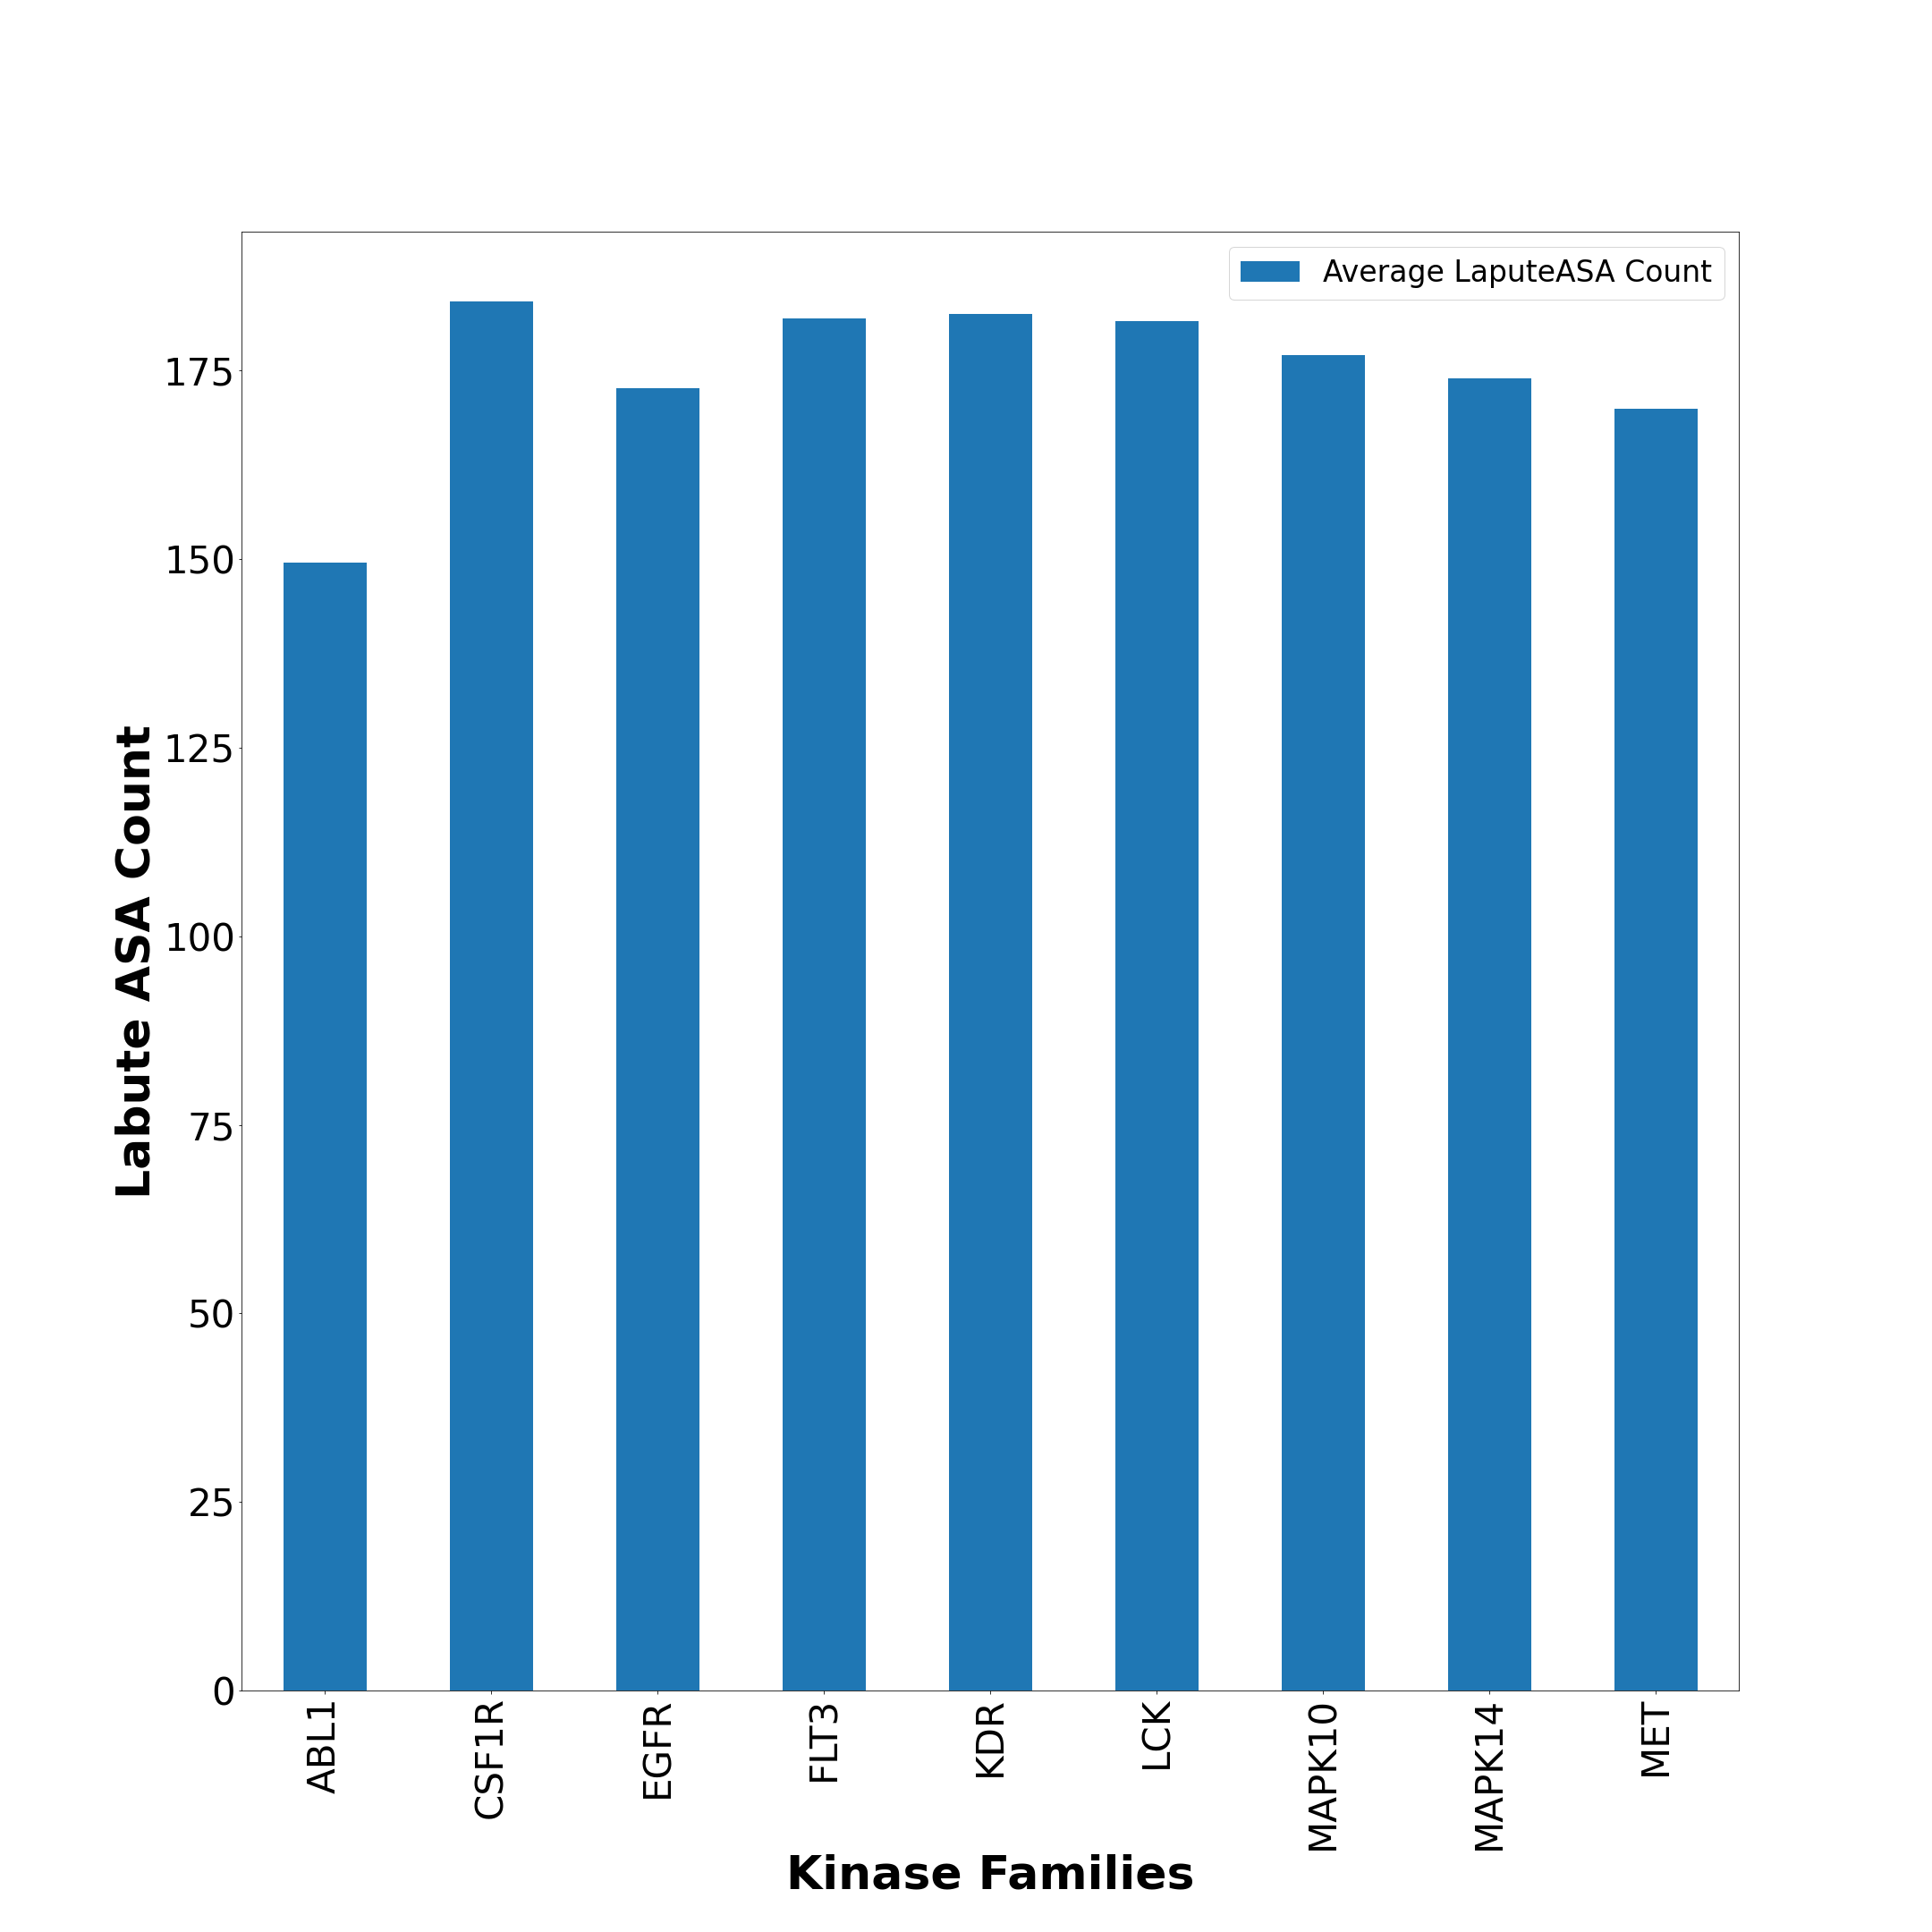 Average LaputeASA Count
175
150
125
100
75
50
25
0
Labute ASA Count
ABL1
CSF1R
EGFR
FLT3
KDR
LCK
MAPK10
MAPK14
MET
Kinase Families